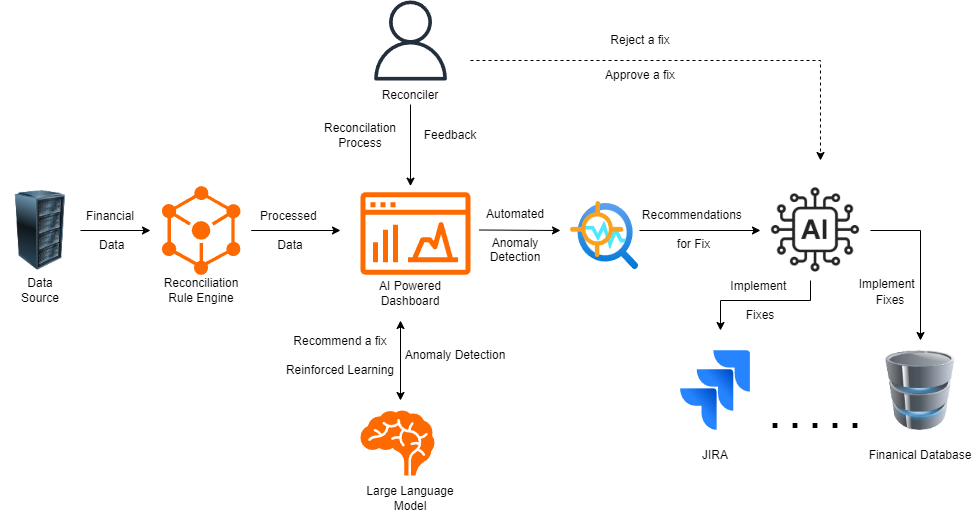 Reject a fix
Approve a fix
Reconciler
Reconcilation
Process
Feedback
Financial
Data
Processed
Data
Automated
Anomaly
Detection
Recommendations
for Fix
AI
Data
Source
Reconciliation
Rule Engine
AI Powered
Dashboard
Implement
Fixes
Implement
Fixes
Recommend a fix
Anomaly Detection
Reinforced Learning
JIRA
Finanical Database
Large Language
Model